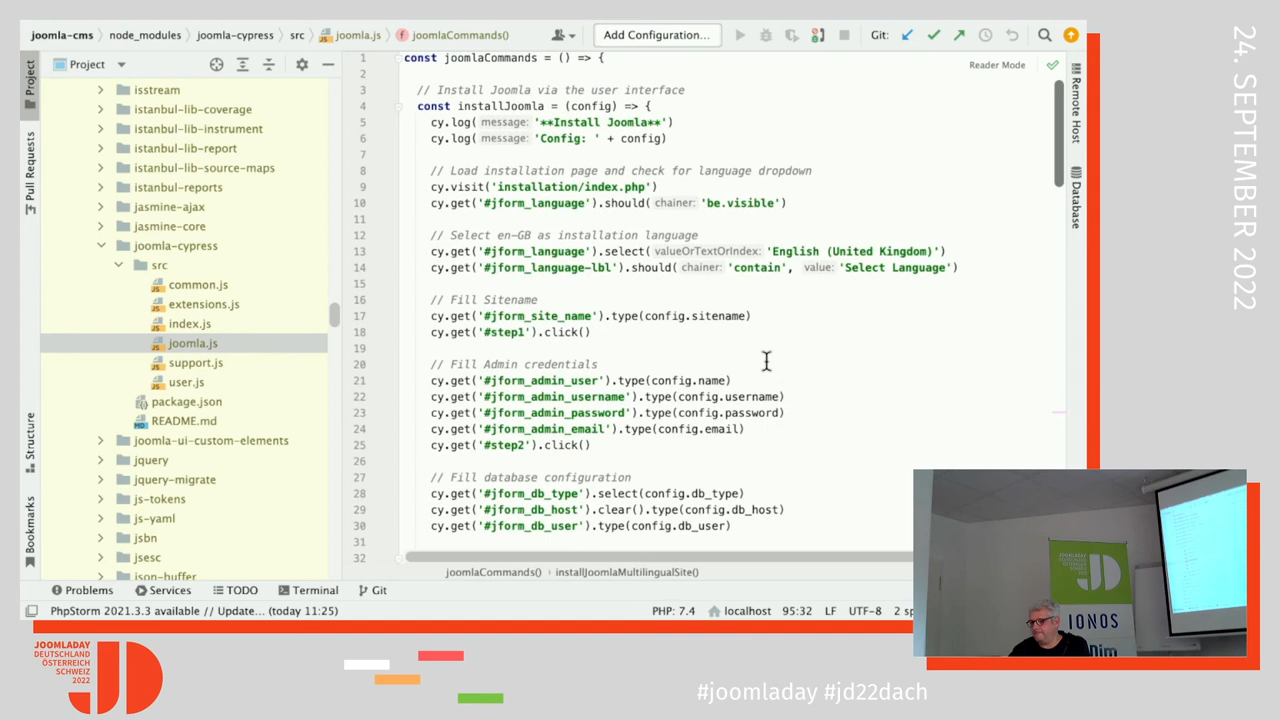 joomla-cms node_modules joomla-cypress src joomla.js joomlaCommands() Add Configuration... Git:
Project
Reader Mode
isstream
istanbul-lib-coverage
istanbul-lib-instrument
istanbul-lib-report
istanbul-lib-source-maps
istanbul-reports
jasmine-ajax
jasmine-core
joomla-cypress
src
common.js
extensions.js
index.js
joomla.js
support.js
user.js
package.json
README.md
joomla-ui-custom-elements
jquery
jquery-migrate
js-tokens
js-yaml
jsbn
jsesc
json-buffer
Project
Pull Requests
Structure
Bookmarks
1 const joomlaCommands = () => {
2
3 // Install Joomla via the user interface
4 const installJoomla = (config) => {
5 cy.log( message: '**Install Joomla**')
6 cy.log( message: 'Config: ' + config)
7
8 // Load installation page and check for language dropdown
9 cy.visit('installation/index.php')
10 cy.get('#jform_language').should( chainer: 'be.visible')
11
12 // Select en-GB as installation language
13 cy.get('#jform_language').select( valueOrTextOrIndex: 'English (United Kingdom)')
14 cy.get('#jform_language-lbl').should( chainer: 'contain', value: 'Select Language')
15
16 // Fill Sitename
17 cy.get('#jform_site_name').type(config.sitename)
18 cy.get('#step1').click()
19
20 // Fill Admin credentials
21 cy.get('#jform_admin_user').type(config.name)
22 cy.get('#jform_admin_username').type(config.username)
23 cy.get('#jform_admin_password').type(config.password)
24 cy.get('#jform_admin_email').type(config.email)
25 cy.get('#step2').click()
26
27 // Fill database configuration
28 cy.get('#jform_db_type').select(config.db_type)
29 cy.get('#jform_db_host').clear().type(config.db_host)
30 cy.get('#jform_db_user').type(config.db_user)
31
32
joomlaCommands() installJoomlaMultilingualSite()
Remote Host
Database
Problems Services TODO Terminal Git
PhpStorm 2021.3.3 available // Update... (today 11:25) PHP: 7.4 localhost 95:32 LF UTF-8 2 sp
24. SEPTEMBER 2022
JD
IONOS
JOOMLADAY
DEUTSCHLAND
ÖSTERREICH
SCHWEIZ
2022
JD
#joomladay #jd22dach